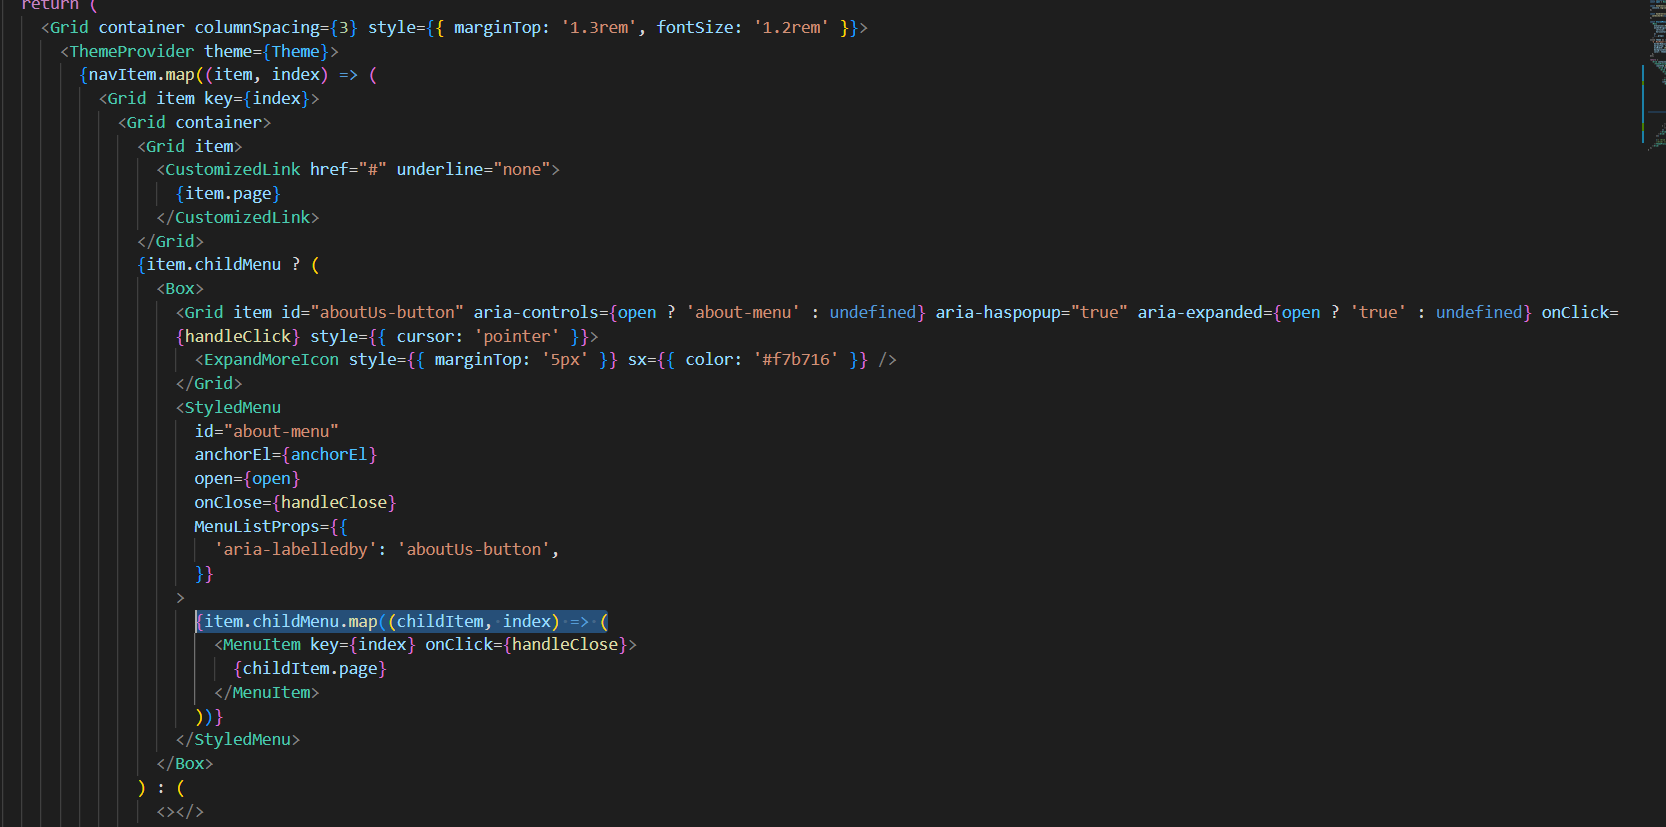 return (
<Grid container columnSpacing={3} style={{ marginTop: '1.3rem', fontSize: '1.2rem' }}>
<ThemeProvider theme={Theme}>
{navItem.map((item, index) => (
<Grid item key={index}>
<Grid container>
<Grid item>
<CustomizedLink href="#" underline="none">
{item.page}
</CustomizedLink>
</Grid>
{item.childMenu ? (
<Box>
<Grid item id="aboutUs-button" aria-controls={open ? 'about-menu' : undefined} aria-haspopup="true" aria-expanded={open ? 'true' : undefined} onClick=
{handleClick} style={{ cursor: 'pointer' }}>
<ExpandMoreIcon style={{ marginTop: '5px' }} sx={{ color: '#f7b716' }} />
</Grid>
<StyledMenu
id="about-menu"
anchorEl={anchorEl}
open={open}
onClose={handleClose}
MenuListProps={{
'aria-labelledby': 'aboutUs-button',
}}
>
{item.childMenu.map((childItem, index) => (
<MenuItem key={index} onClick={handleClose}>
{childItem.page}
</MenuItem>
))}
</StyledMenu>
</Box>
) : (
<></>